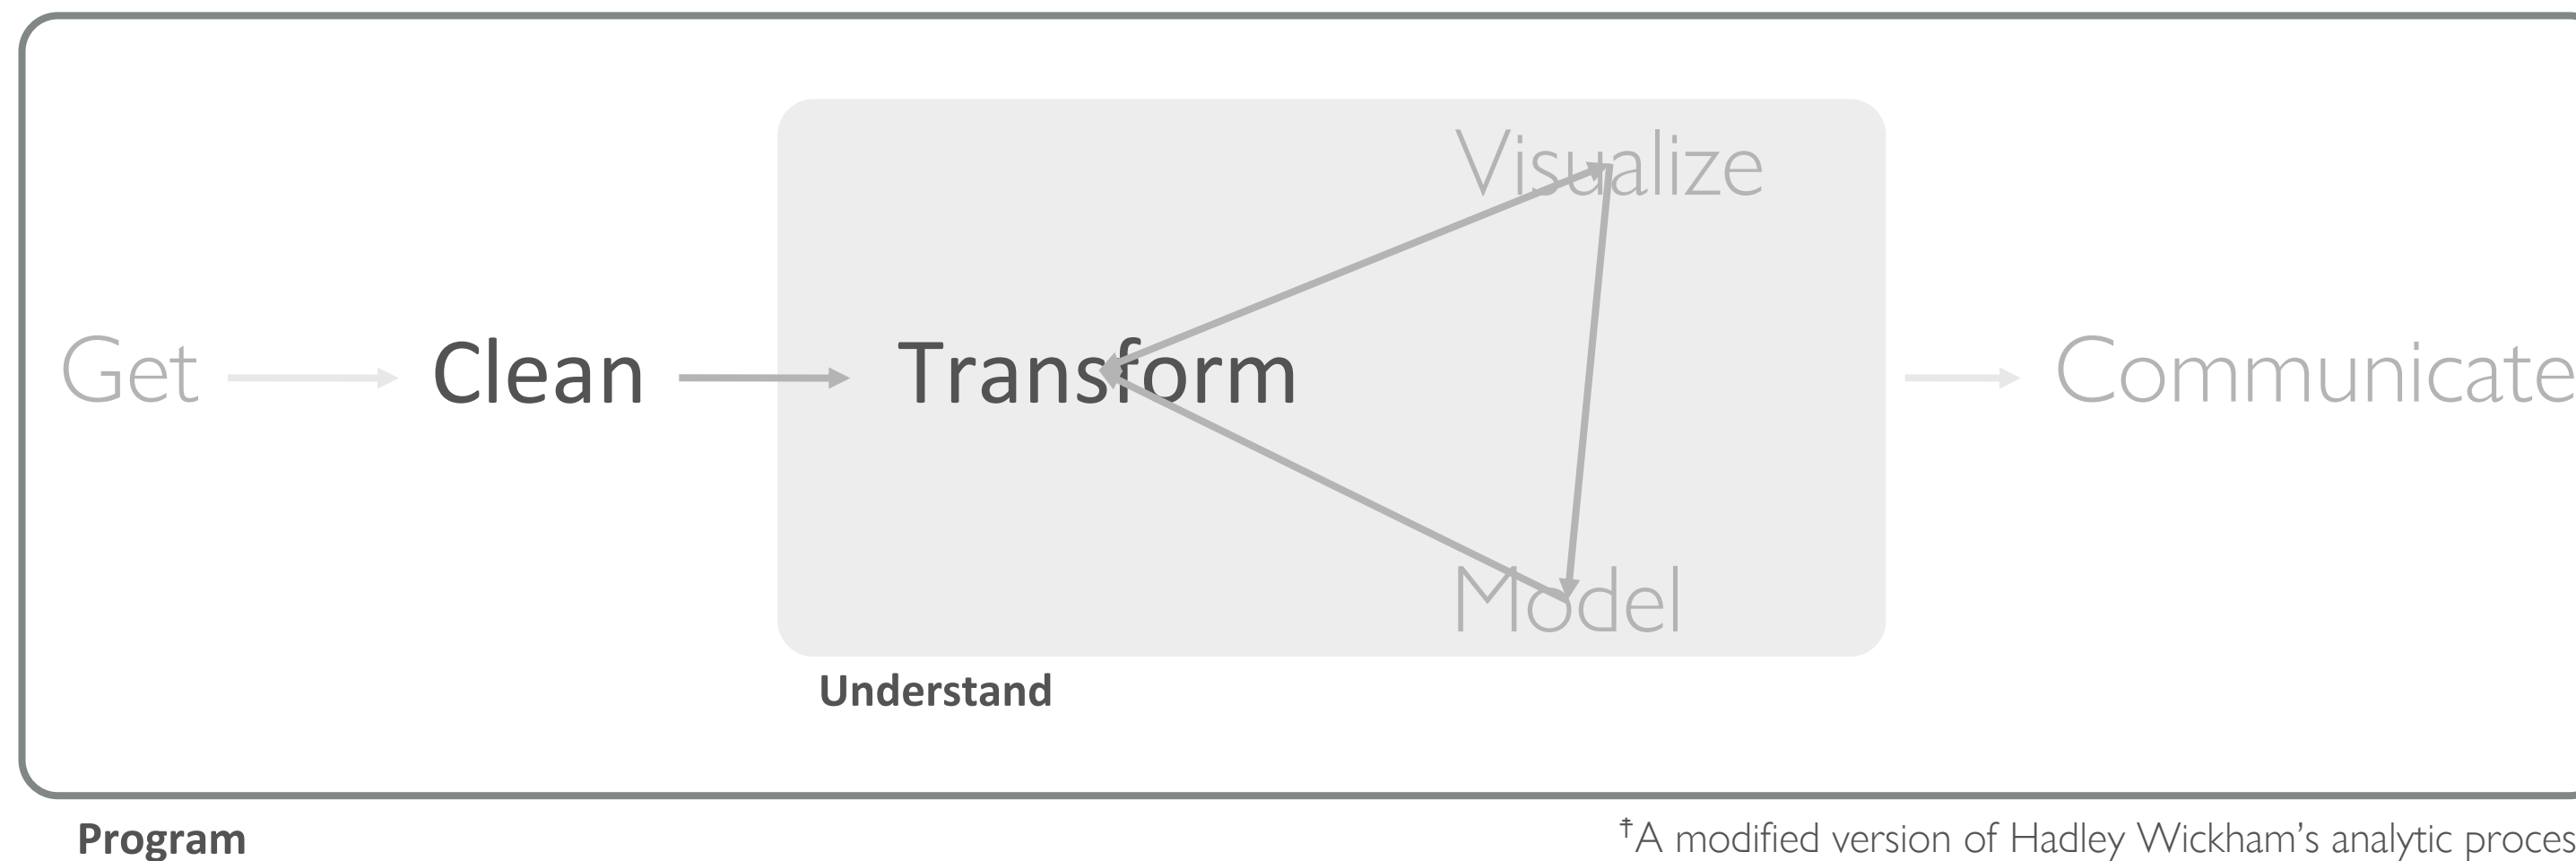 Visualize
Get
Clean
Transform
Communicate
Model
Understand
Program
†A modified version of Hadley Wickham’s analytic proces